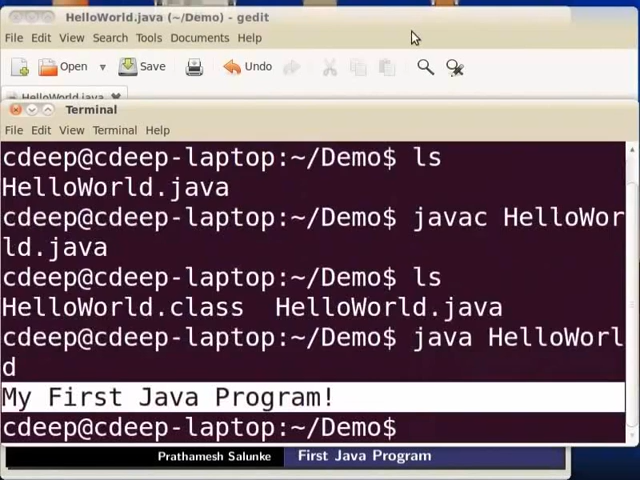 HelloWorld.java (~/Demo) - gedit
File Edit View Search Tools Documents Help
Open Save Undo
HelloWorld.java
Terminal
File Edit View Terminal Help
cdeep@cdeep-laptop:~/Demo$ ls
HelloWorld.java
cdeep@cdeep-laptop:~/Demo$ javac HelloWor
ld.java
cdeep@cdeep-laptop:~/Demo$ ls
HelloWorld.class  HelloWorld.java
cdeep@cdeep-laptop:~/Demo$ java HelloWorl
d
My First Java Program!
cdeep@cdeep-laptop:~/Demo$
Prathamesh Salunke First Java Program